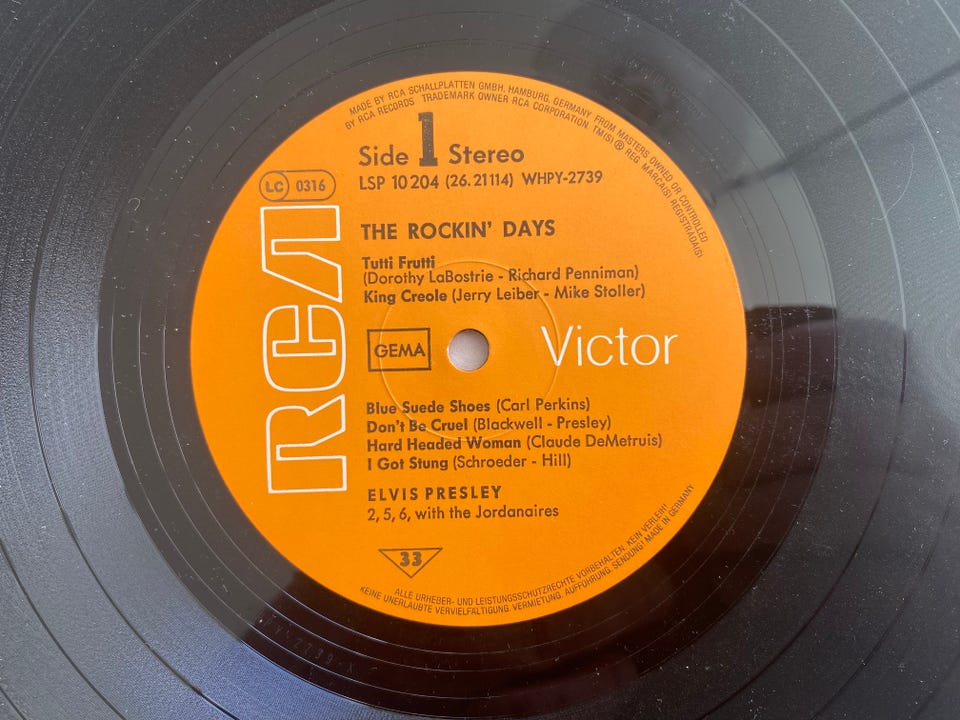 MADE BY RCA SCHALLPLATTEN GMBH. HAMBURG, GERMANY FROM MASTERS OWNED OR CONTROLLED
BY RCA RECORDS TRADEMARK OWNER RCA CORPORATION TM(S) ® REG MARCA(S) REGISTRADA(S)
Side 1 Stereo
LSP 10 204 (26.21114) WHPY-2739
LC 0316
RCA
THE ROCKIN' DAYS
Tutti Frutti
(Dorothy LaBostrie - Richard Penniman)
King Creole (Jerry Leiber - Mike Stoller)
GEMA
Victor
Blue Suede Shoes (Carl Perkins)
Don't Be Cruel (Blackwell - Presley)
Hard Headed Woman (Claude DeMetruis)
I Got Stung (Schroeder - Hill)
ELVIS PRESLEY
2, 5, 6, with the Jordanaires
33
ALLE URHEBER- UND LEISTUNGSSCHUTZRECHTE VORBEHALTEN. KEIN VERLEIH!
KEINE UNERLAUBTE VERVIELFÄLTIGUNG. VERMIETUNG. AUFFÜHRUNG. SENDUNG! MADE IN GERMANY